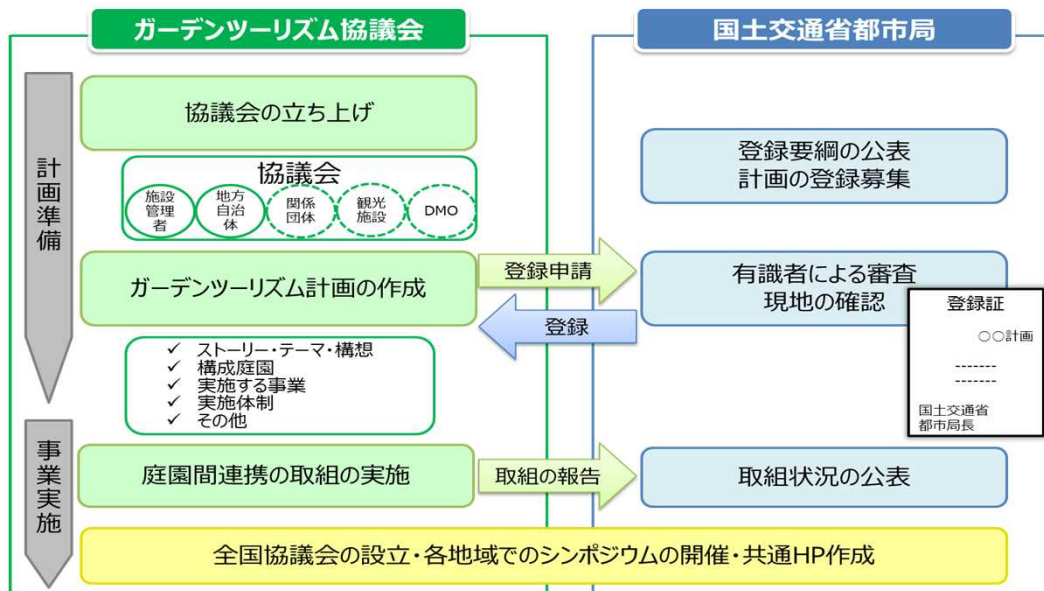 ガーデンツーリズム協議会
国土交通省都市局
計画準備
協議会の立ち上げ
協議会
施設
管理
者
地方
自治
体
関係
団体
観光
施設
DMO
登録要綱の公表
計画の登録募集
ガーデンツーリズム計画の作成
登録申請
登録
有識者による審査
現地の確認
登録証
○○計画
-------
-------
国土交通省
都市局長
✓ ストーリー・テーマ・構想
✓ 構成庭園
✓ 実施する事業
✓ 実施体制
✓ その他
事業実施
庭園間連携の取組の実施
取組の報告
取組状況の公表
全国協議会の設立・各地域でのシンポジウムの開催・共通HP作成